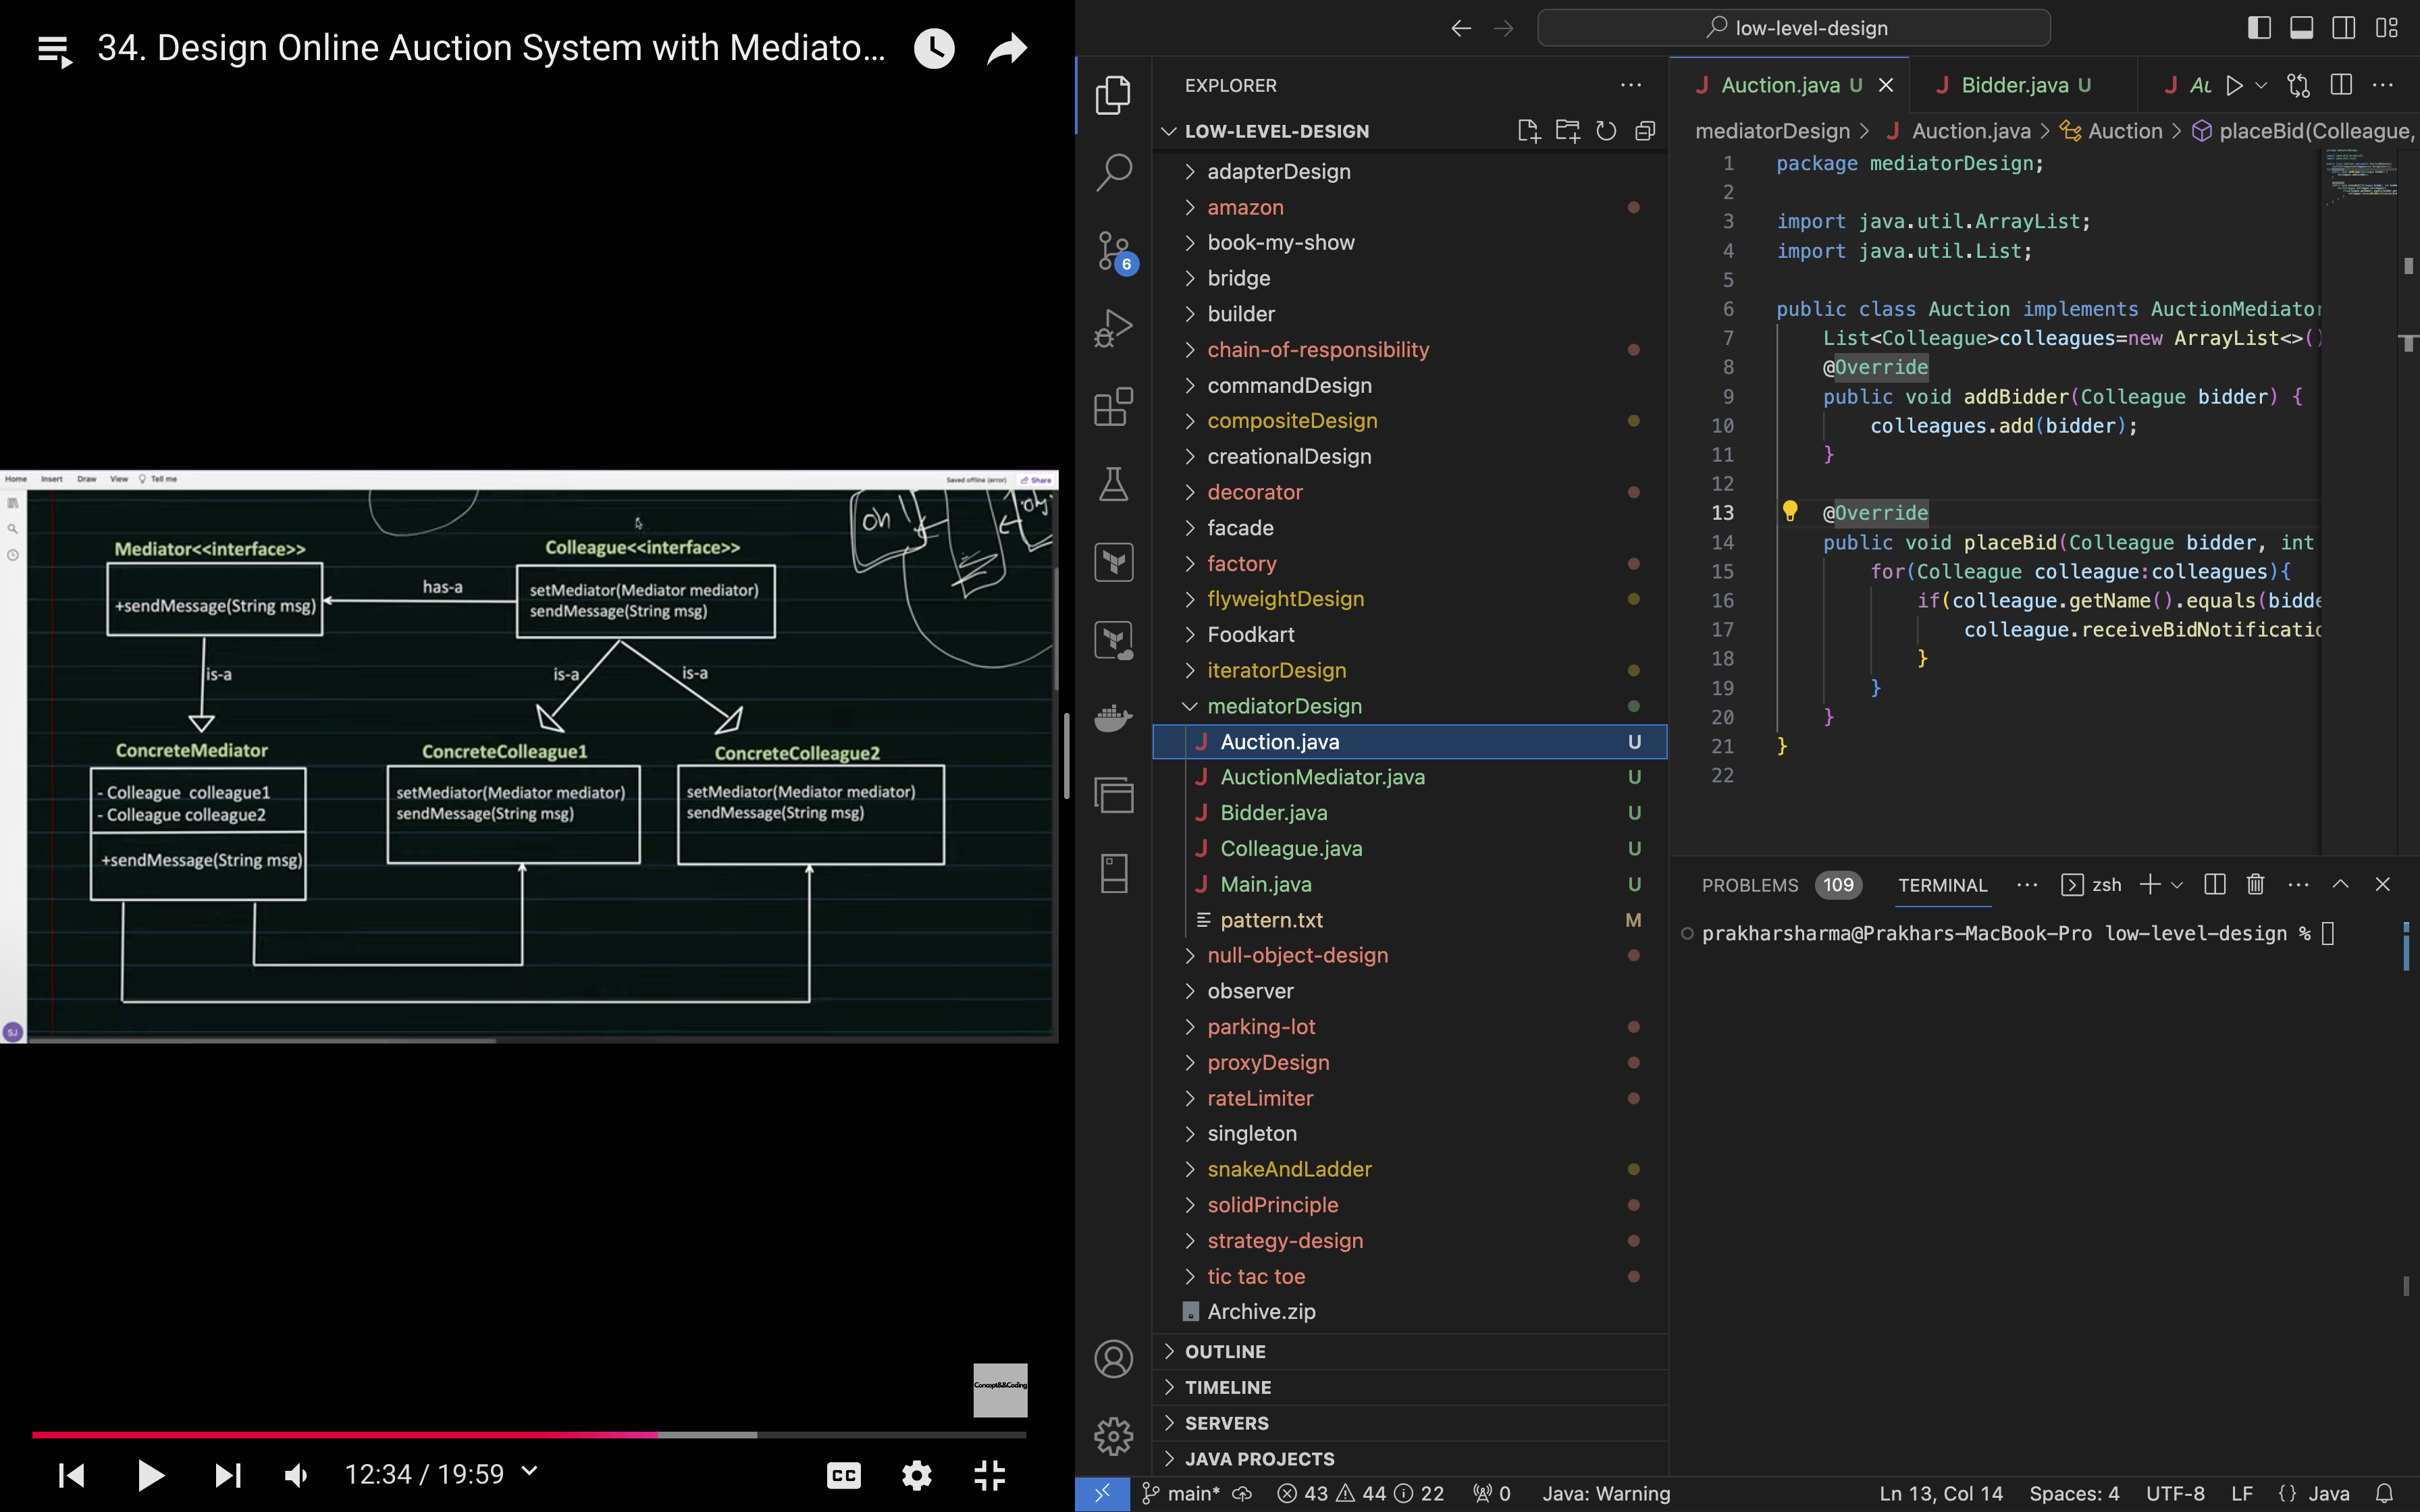 34. Design Online Auction System with Mediato...
Home Insert Draw View Tell me
Saved offline (error) Share
Mediator<<interface>>
+sendMessage(String msg)
has-a
Colleague<<interface>>
setMediator(Mediator mediator)
sendMessage(String msg)
is-a
is-a
is-a
ConcreteMediator
- Colleague colleague1
- Colleague colleague2
+sendMessage(String msg)
ConcreteColleague1
setMediator(Mediator mediator)
sendMessage(String msg)
ConcreteColleague2
setMediator(Mediator mediator)
sendMessage(String msg)
SJ
Concept&&Coding
12:34 / 19:59
CC
low-level-design
EXPLORER
LOW-LEVEL-DESIGN
adapterDesign
amazon
book-my-show
bridge
builder
chain-of-responsibility
commandDesign
compositeDesign
creationalDesign
decorator
facade
factory
flyweightDesign
Foodkart
iteratorDesign
mediatorDesign
Auction.java U
AuctionMediator.java U
Bidder.java U
Colleague.java U
Main.java U
pattern.txt M
null-object-design
observer
parking-lot
proxyDesign
rateLimiter
singleton
snakeAndLadder
solidPrinciple
strategy-design
tic tac toe
Archive.zip
OUTLINE
TIMELINE
SERVERS
JAVA PROJECTS
6
Auction.java U
Bidder.java U
mediatorDesign > Auction.java > Auction > placeBid(Colleague,
1 package mediatorDesign;
2
3 import java.util.ArrayList;
4 import java.util.List;
5
6 public class Auction implements AuctionMediator
7 List<Colleague>colleagues=new ArrayList<>()
8 @Override
9 public void addBidder(Colleague bidder) {
10 colleagues.add(bidder);
11 }
12
13 @Override
14 public void placeBid(Colleague bidder, int
15 for(Colleague colleague:colleagues){
16 if(colleague.getName().equals(bidde
17 colleague.receiveBidNotificatio
18 }
19 }
20 }
21 }
22
PROBLEMS 109 TERMINAL ... zsh
prakharsharma@Prakhars-MacBook-Pro low-level-design %
main* 43 44 22 0 Java: Warning
Ln 13, Col 14 Spaces: 4 UTF-8 LF {} Java